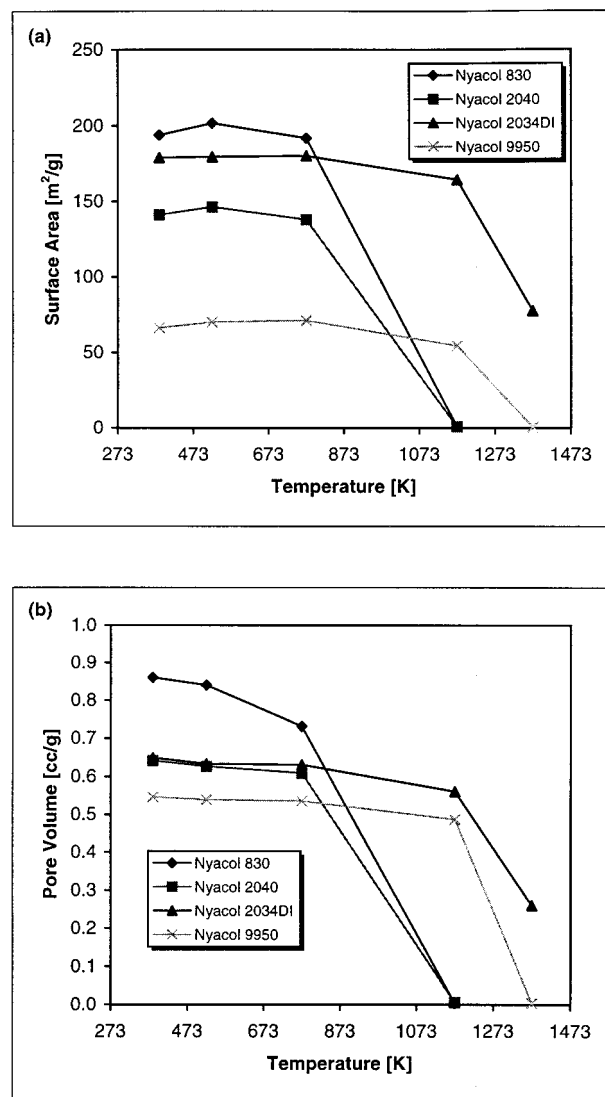 (a)
250
200
150
100
50
0
Surface Area [m²/g]
Nyacol 830
Nyacol 2040
Nyacol 2034DI
Nyacol 9950
273 473 673 873 1073 1273 1473
Temperature [K]
(b)
1.0
0.9
0.8
0.7
0.6
0.5
0.4
0.3
0.2
0.1
0.0
Pore Volume [cc/g]
Nyacol 830
Nyacol 2040
Nyacol 2034DI
Nyacol 9950
273 473 673 873 1073 1273 1473
Temperature [K]